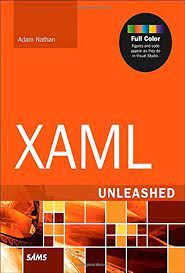 Adam Nathan
Full Color
Figures and code
appear as they do
in Visual Studio.
XAML
UNLEASHED
SAMS